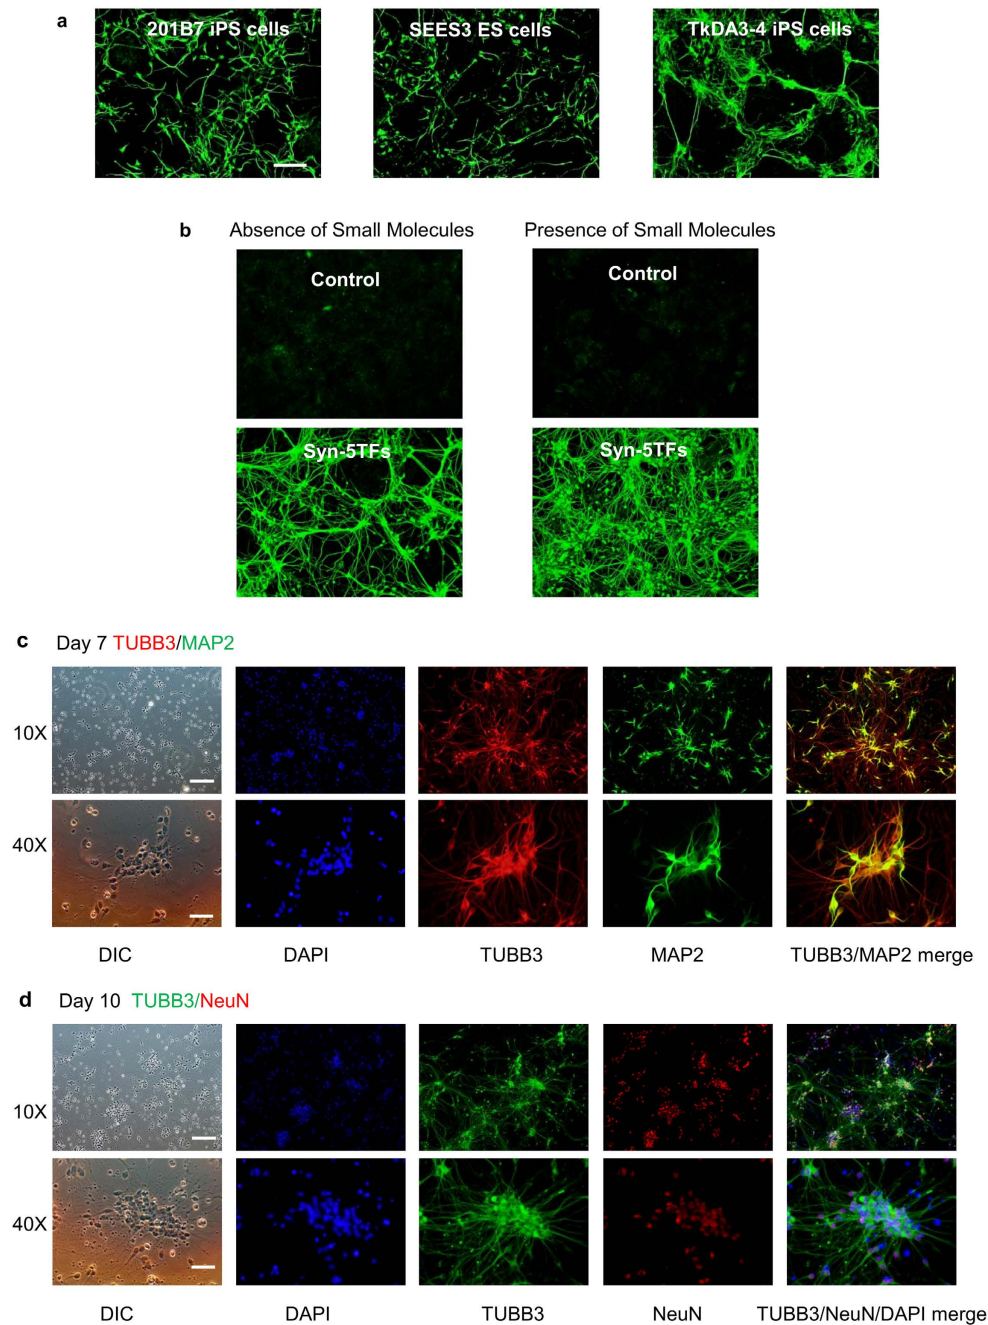 a
201B7 iPS cells
SEES3 ES cells
TkDA3-4 iPS cells
b
Absence of Small Molecules
Presence of Small Molecules
Control
Control
Syn-5TFs
Syn-5TFs
c Day 7 TUBB3/MAP2
10X
40X
DIC DAPI TUBB3 MAP2 TUBB3/MAP2 merge
d Day 10 TUBB3/NeuN
10X
40X
DIC DAPI TUBB3 NeuN TUBB3/NeuN/DAPI merge